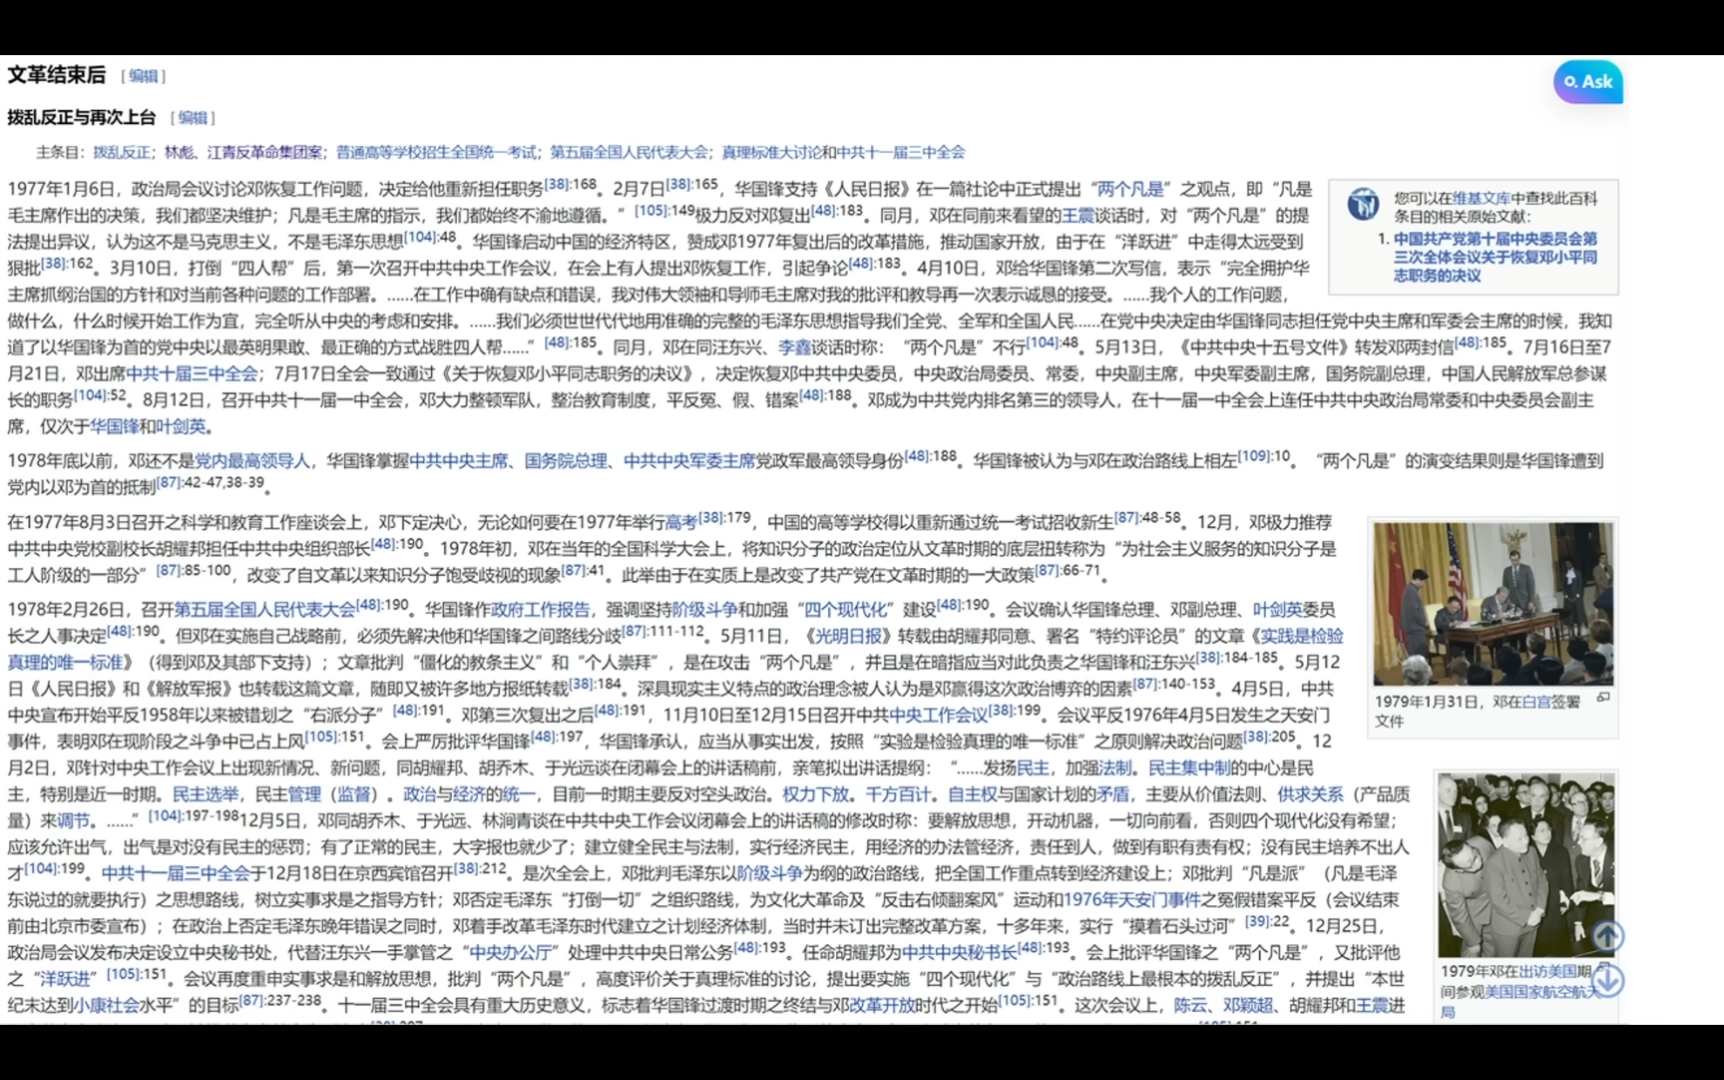 文革结束后 [编辑]
Ask
拨乱反正与再次上台 [编辑]
主条目：拨乱反正；林彪、江青反革命集团案；普通高等学校招生全国统一考试；第五届全国人民代表大会；真理标准大讨论和中共十一届三中全会
1977年1月6日，政治局会议讨论邓恢复工作问题，决定给他重新担任职务[38]:168。2月7日[38]:165，华国锋支持《人民日报》在一篇社论中正式提出“两个凡是”之观点，即“凡是
毛主席作出的决策，我们都坚决维护；凡是毛主席的指示，我们都始终不渝地遵循。”[105]:149极力反对邓复出[48]:183。同月，邓在同前来看望的王震谈话时，对“两个凡是”的提
法提出异议，认为这不是马克思主义，不是毛泽东思想[104]:48。华国锋启动中国的经济特区，赞成邓1977年复出后的改革措施，推动国家开放，由于在“洋跃进”中走得太远受到
狠批[38]:162。3月10日，打倒“四人帮”后，第一次召开中共中央工作会议，在会上有人提出邓恢复工作，引起争论[48]:183。4月10日，邓给华国锋第二次写信，表示“完全拥护华
主席抓纲治国的方针和对当前各种问题的工作部署。……在工作中确有缺点和错误，我对伟大领袖和导师毛主席对我的批评和教导再一次表示诚恳的接受。……我个人的工作问题，
做什么，什么时候开始工作为宜，完全听从中央的考虑和安排。……我们必须世世代代地用准确的完整的毛泽东思想指导我们全党、全军和全国人民……在党中央决定由华国锋同志担任党中央主席和军委会主席的时候，我知
道了以华国锋为首的党中央以最英明果敢、最正确的方式战胜四人帮……”[48]:185。同月，邓在同汪东兴、李鑫谈话时称：“两个凡是”不行[104]:48。5月13日，《中共中央十五号文件》转发邓两封信[48]:185。7月16日至7
月21日，邓出席中共十届三中全会；7月17日全会一致通过《关于恢复邓小平同志职务的决议》，决定恢复邓中共中央委员，中央政治局委员、常委，中央副主席，中央军委副主席，国务院副总理，中国人民解放军总参谋
长的职务[104]:52。8月12日，召开中共十一届一中全会，邓大力整顿军队，整治教育制度，平反冤、假、错案[48]:188。邓成为中共党内排名第三的领导人，在十一届一中全会上连任中共中央政治局常委和中央委员会副主
席，仅次于华国锋和叶剑英。
您可以在维基文库中查找此百科
条目的相关原始文献：
1. 中国共产党第十届中央委员会第
三次全体会议关于恢复邓小平同
志职务的决议
1978年底以前，邓还不是党内最高领导人，华国锋掌握中共中央主席、国务院总理、中共中央军委主席党政军最高领导身份[48]:188。华国锋被认为与邓在政治路线上相左[109]:10。“两个凡是”的演变结果则是华国锋遭到
党内以邓为首的抵制[87]:42-47,38-39。
在1977年8月3日召开之科学和教育工作座谈会上，邓下定决心，无论如何要在1977年举行高考[38]:179，中国的高等学校得以重新通过统一考试招收新生[87]:48-58。12月，邓极力推荐
中共中央党校副校长胡耀邦担任中共中央组织部长[48]:190。1978年初，邓在当年的全国科学大会上，将知识分子的政治定位从文革时期的底层扭转称为“为社会主义服务的知识分子是
工人阶级的一部分”[87]:85-100，改变了自文革以来知识分子饱受歧视的现象[87]:41。此举由于在实质上是改变了共产党在文革时期的一大政策[87]:66-71。
1978年2月26日，召开第五届全国人民代表大会[48]:190。华国锋作政府工作报告，强调坚持阶级斗争和加强“四个现代化”建设[48]:190。会议确认华国锋总理、邓副总理、叶剑英委员
长之人事决定[48]:190。但邓在实施自己战略前，必须先解决他和华国锋之间路线分歧[87]:111-112。5月11日，《光明日报》转载由胡耀邦同意、署名“特约评论员”的文章《实践是检验
真理的唯一标准》（得到邓及其部下支持）；文章批判“僵化的教条主义”和“个人崇拜”，是在攻击“两个凡是”，并且是在暗指应当对此负责之华国锋和汪东兴[38]:184-185。5月12
日《人民日报》和《解放军报》也转载这篇文章，随即又被许多地方报纸转载[38]:184。深具现实主义特点的政治理念被人认为是邓赢得这次政治博弈的因素[87]:140-153。4月5日，中共
中央宣布开始平反1958年以来被错划之“右派分子”[48]:191。邓第三次复出之后[48]:191，11月10日至12月15日召开中共中央工作会议[38]:199。会议平反1976年4月5日发生之天安门
事件，表明邓在现阶段之斗争中已占上风[105]:151。会上严厉批评华国锋[48]:197，华国锋承认，应当从事实出发，按照“实验是检验真理的唯一标准”之原则解决政治问题[38]:205。12
月2日，邓针对中央工作会议上出现新情况、新问题，同胡耀邦、胡乔木、于光远谈在闭幕会上的讲话稿前，亲笔拟出讲话提纲：“……发扬民主，加强法制。民主集中制的中心是民
主，特别是近一时期。民主选举，民主管理（监督）。政治与经济的统一，目前一时期主要反对空头政治。权力下放。千方百计。自主权与国家计划的矛盾，主要从价值法则、供求关系（产品质
量）来调节。……”[104]:197-19812月5日，邓同胡乔木、于光远、林涧青谈在中共中央工作会议闭幕会上的讲话稿的修改时称：要解放思想，开动机器，一切向前看，否则四个现代化没有希望；
应该允许出气，出气是对没有民主的惩罚；有了正常的民主，大字报也就少了；建立健全民主与法制，实行经济民主，用经济的办法管经济，责任到人，做到有职有责有权；没有民主培养不出人
才[104]:199。中共十一届三中全会于12月18日在京西宾馆召开[38]:212。是次全会上，邓批判毛泽东以阶级斗争为纲的政治路线，把全国工作重点转到经济建设上；邓批判“凡是派”（凡是毛泽
东说过的就要执行）之思想路线，树立实事求是之指导方针；邓否定毛泽东“打倒一切”之组织路线，为文化大革命及“反击右倾翻案风”运动和1976年天安门事件之冤假错案平反（会议结束
前由北京市委宣布）；在政治上否定毛泽东晚年错误之同时，邓着手改革毛泽东时代建立之计划经济体制，当时并未订出完整改革方案，十多年来，实行“摸着石头过河”[39]:22。12月25日，
政治局会议发布决定设立中央秘书处，代替汪东兴一手掌管之“中央办公厅”处理中共中央日常公务[48]:193。任命胡耀邦为中共中央秘书长[48]:193。会上批评华国锋之“两个凡是”，又批评他
之“洋跃进”[105]:151。会议再度重申实事求是和解放思想，批判“两个凡是”，高度评价关于真理标准的讨论，提出要实施“四个现代化”与“政治路线上最根本的拨乱反正”，并提出“本世
纪末达到小康社会水平”的目标[87]:237-238。十一届三中全会具有重大历史意义，标志着华国锋过渡时期之终结与邓改革开放时代之开始[105]:151。这次会议上，陈云、邓颖超、胡耀邦和王震进
1979年1月31日，邓在白宫签署
文件
1979年邓在出访美国期
间参观美国国家航空航天
局